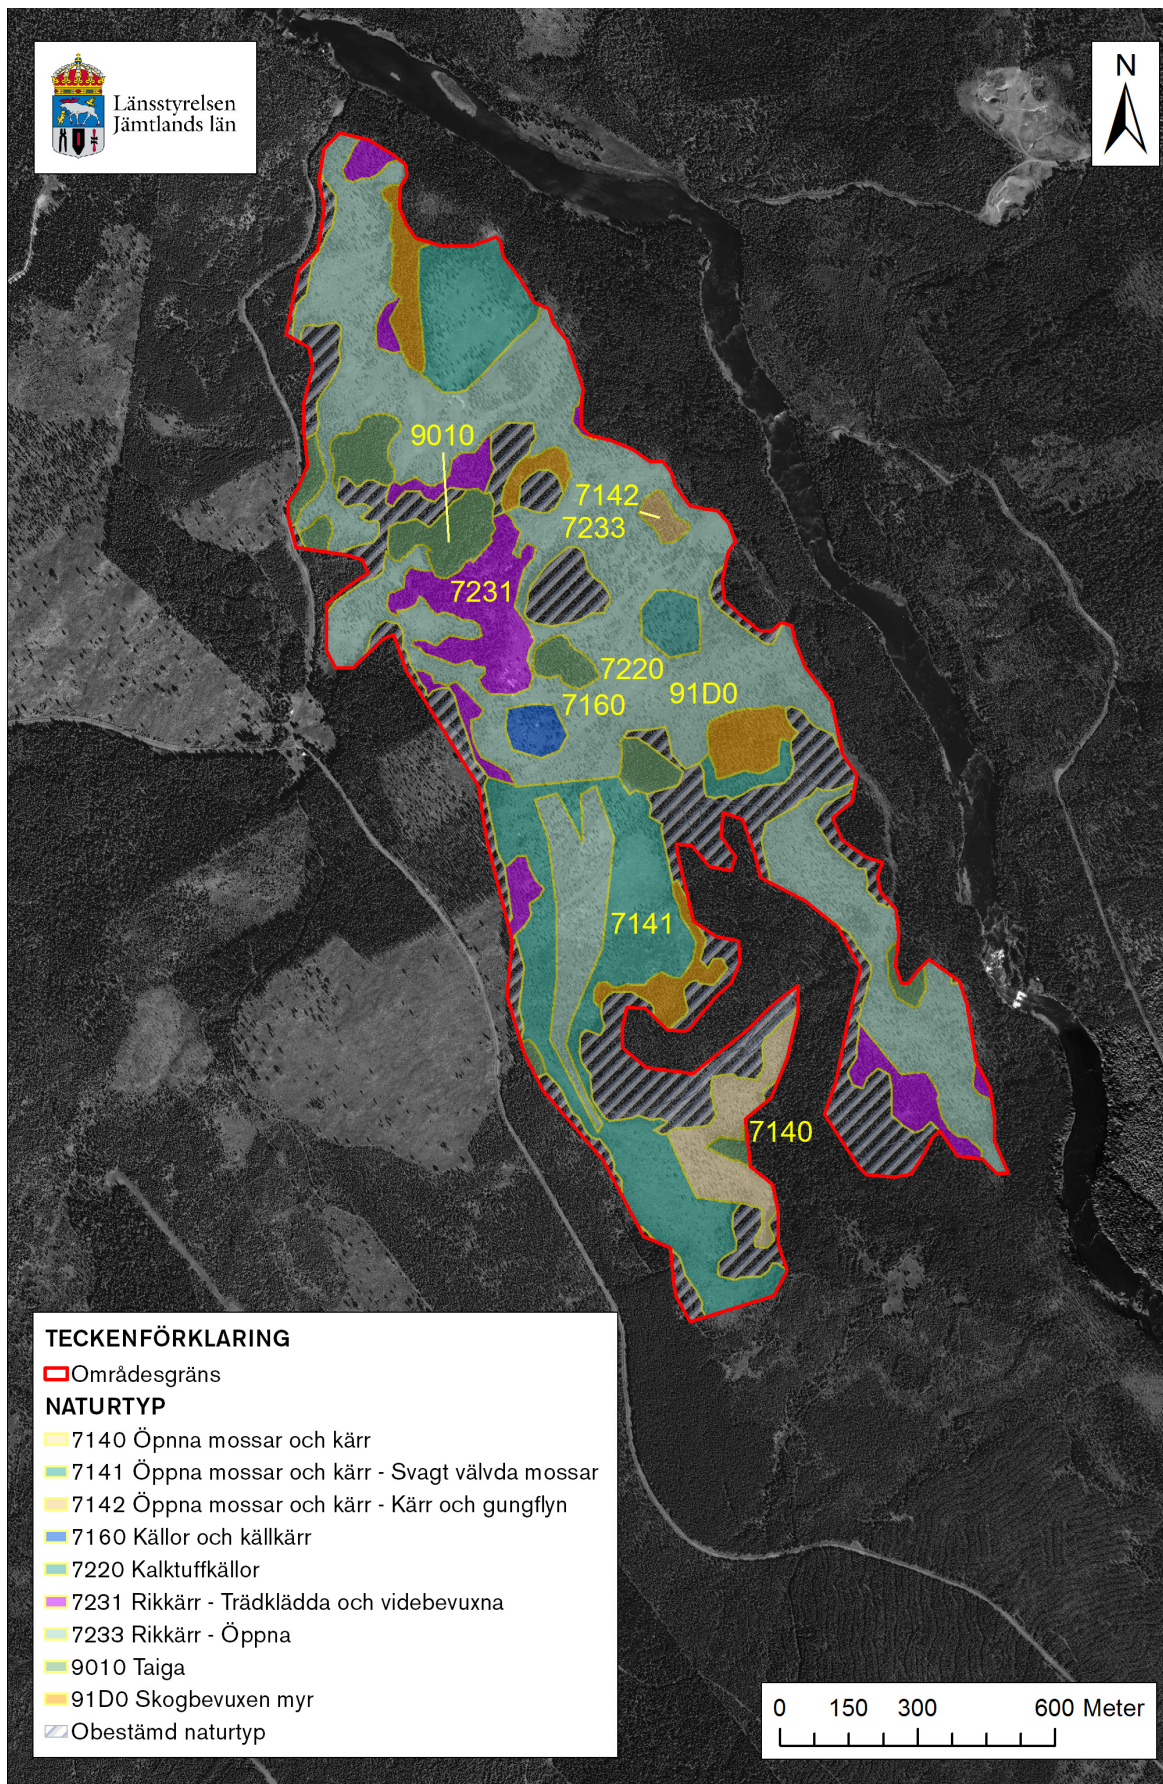 Länsstyrelsen
Jämtlands län
N
9010
7142
7233
7231
7220
91D0
7160
7141
7140
TECKENFÖRKLARING
Områdesgräns
NATURTYP
7140 Öpnna mossar och kärr
7141 Öppna mossar och kärr - Svagt välvda mossar
7142 Öppna mossar och kärr - Kärr och gungflyn
7160 Källor och källkärr
7220 Kalktuffkällor
7231 Rikkärr - Trädklädda och videbevuxna
7233 Rikkärr - Öppna
9010 Taiga
91D0 Skogbevuxen myr
Obestämd naturtyp
0 150 300 600 Meter